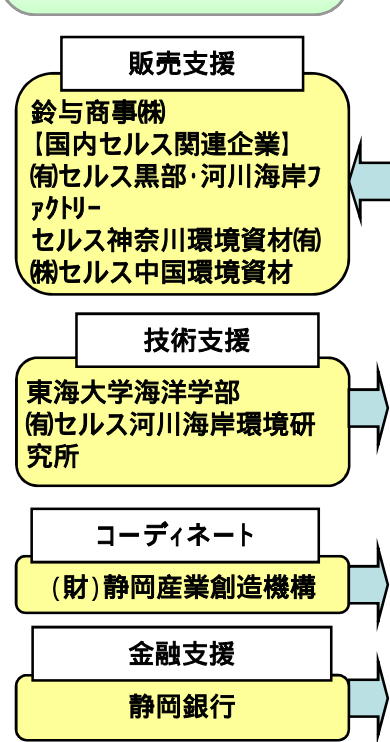 販売支援
鈴与商事㈱
【国内セルス関連企業】
㈲セルス黒部･河川海岸ﾌ
ｧｸﾄﾘｰ
セルス神奈川環境資材㈲
㈱セルス中国環境資材
技術支援
東海大学海洋学部
㈲セルス河川海岸環境研
究所
コーディネート
(財)静岡産業創造機構
金融支援
静岡銀行